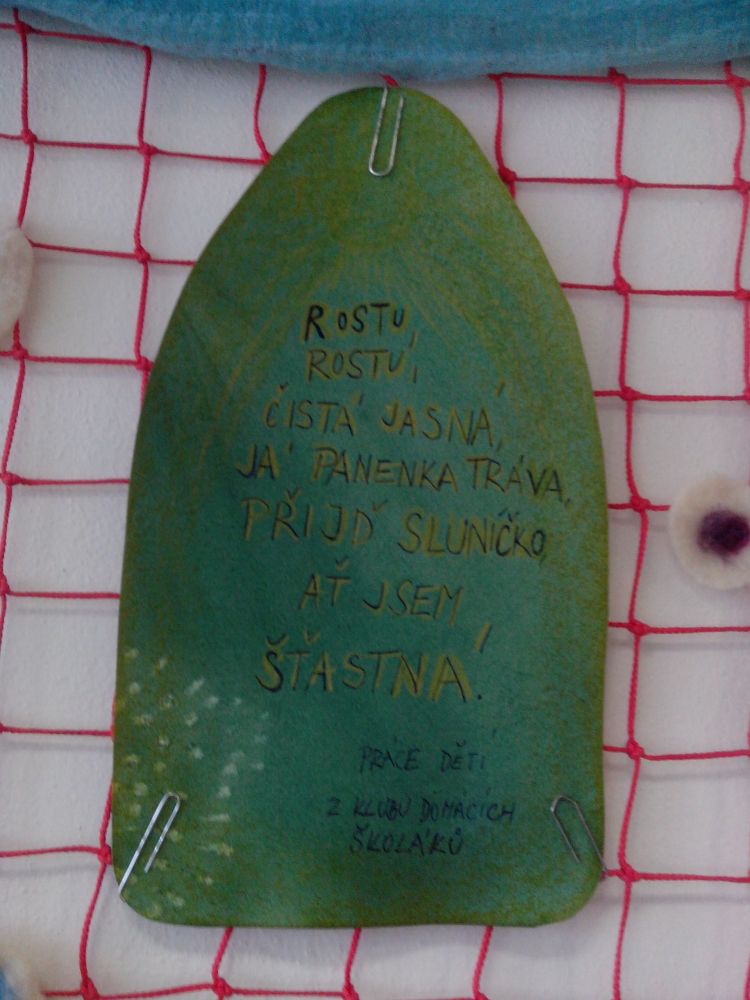 ROSTU,
ROSTU,
ČISTÁ JASNÁ,
JÁ PANENKA TRÁVA,
PŘIJĎ SLUNÍČKO,
AŤ JSEM
ŠŤASTNÁ.
PRÁCE DĚTÍ
Z KLUBU DOMÁCÍCH
ŠKOLÁKŮ